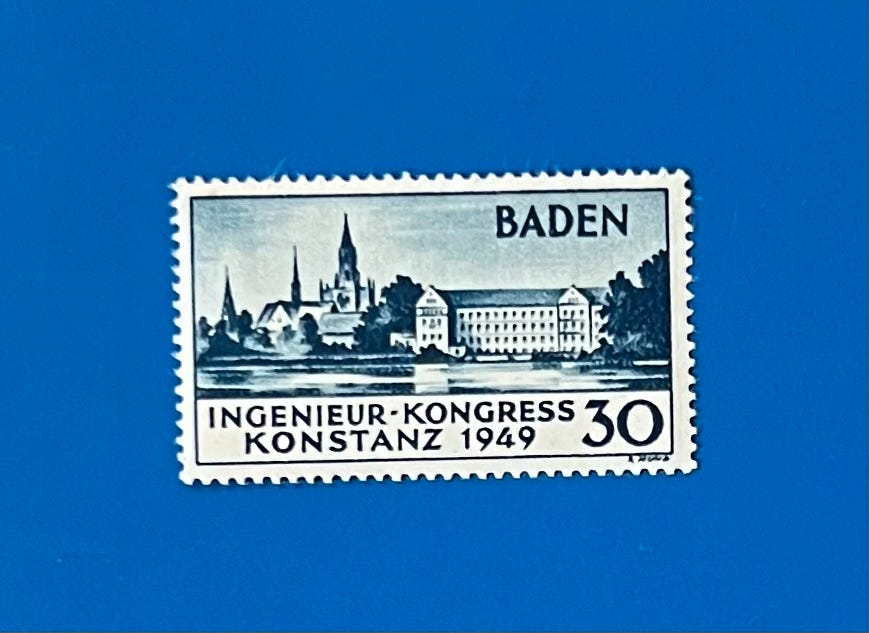 BADEN
INGENIEUR-KONGRESS 30
KONSTANZ 1949